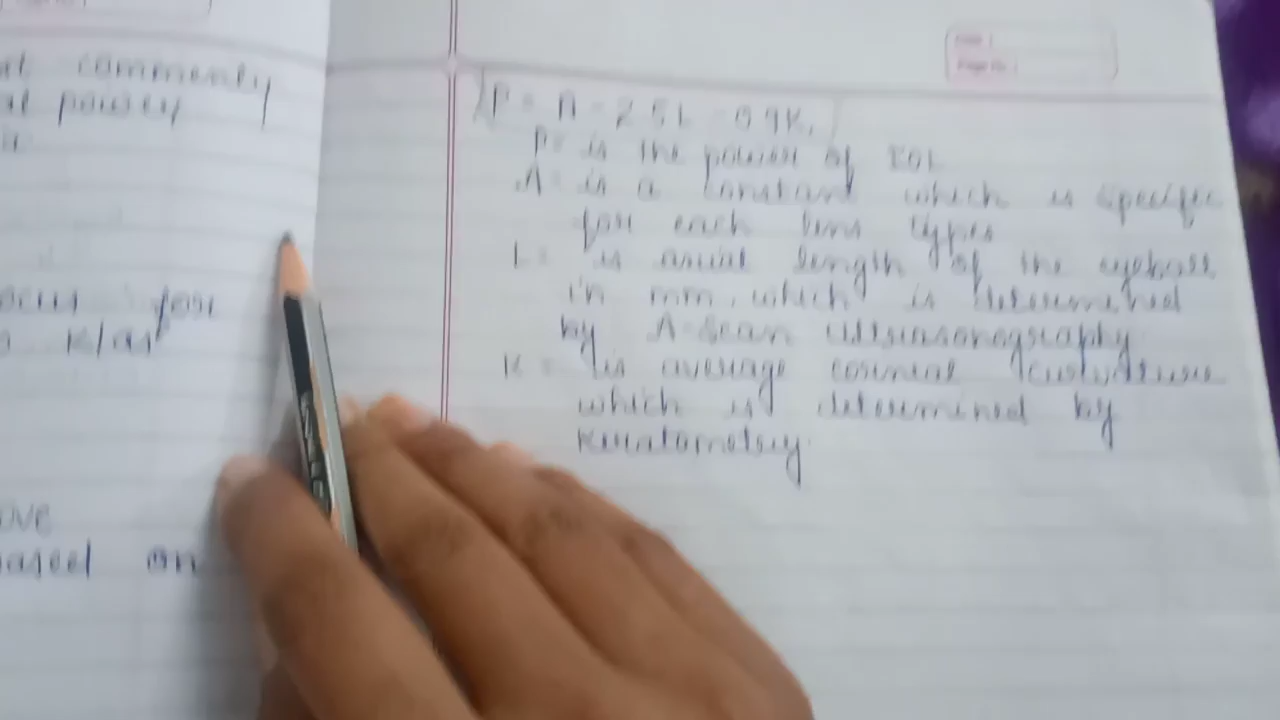 commonly
power
for
K/as
based on
P = A - 2.5L - 0.9K.
P = is the power of IOL
A = is a constant which is specific
for each lens types
L = is axial length of the eyeball
in mm, which is determined
by A-Scan ultrasonography
K = is average corneal curvature
which is determined by
keratometery.